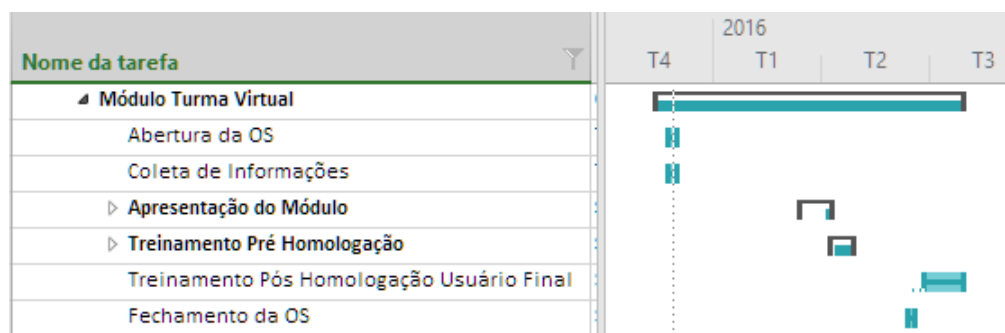 2016
Nome da tarefa T4 T1 T2 T3
Módulo Turma Virtual
Abertura da OS
Coleta de Informações
Apresentação do Módulo
Treinamento Pré Homologação
Treinamento Pós Homologação Usuário Final
Fechamento da OS